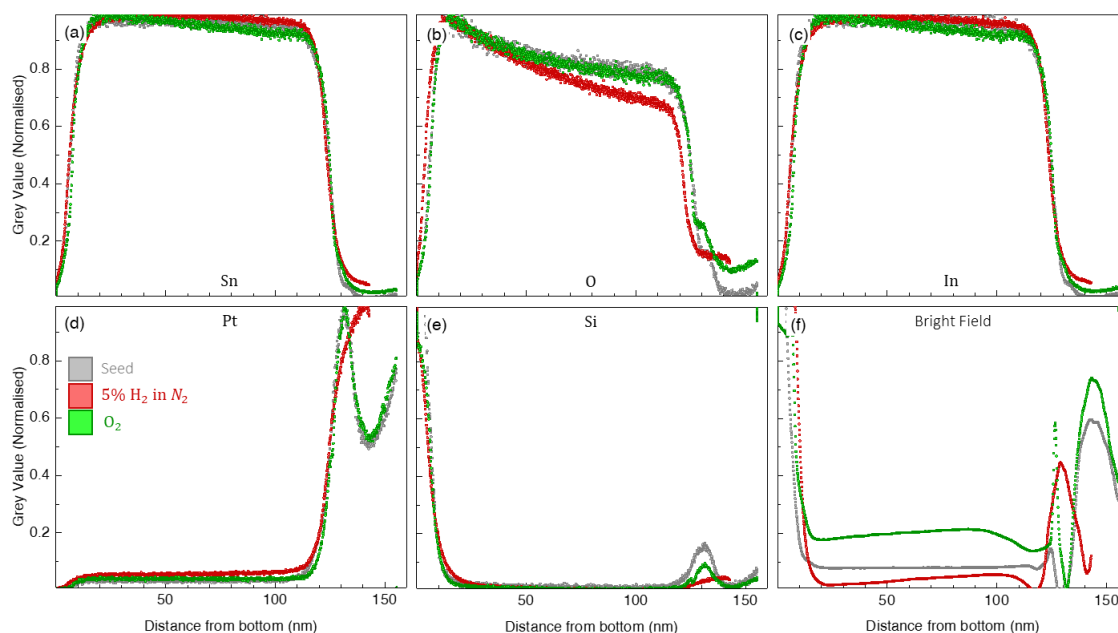 (a)
(b)
(c)
Grey Value (Normalised)
0.8
0.6
0.4
0.2
Sn
O
In
(d)
Pt
(e)
Si
(f)
Bright Field
Grey Value (Normalised)
0.8
0.6
0.4
0.2
Seed
5% H₂ in N₂
O₂
50 100 150
50 100 150
50 100 150
Distance from bottom (nm)
Distance from bottom (nm)
Distance from bottom (nm)